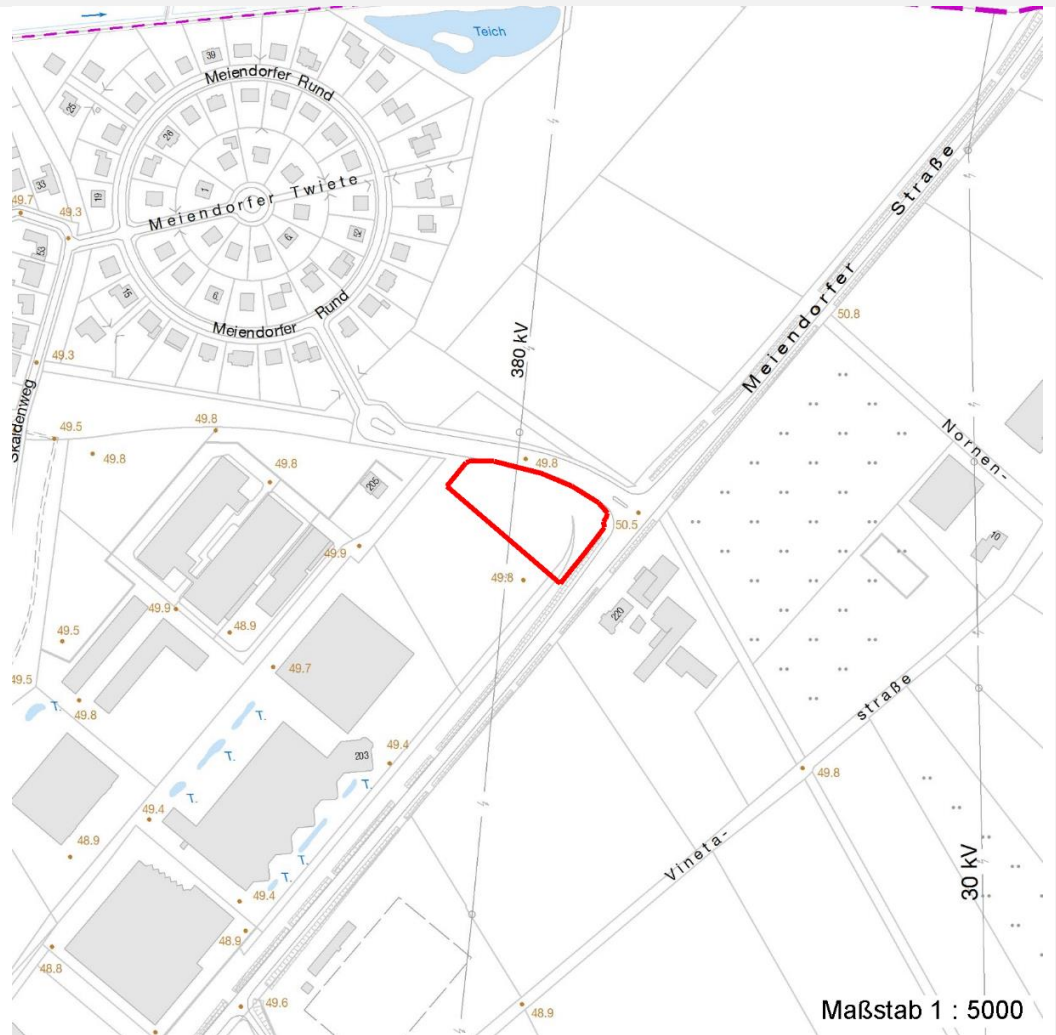 Teich
39
Meiendorfer Rund
25
26
33
1
Meiendorfer Twiete
19
49.7
49.3
52
6
53
15
6
Meiendorfer Rund
Meiendorfer Straße
50.8
49.3
380 kV
Skaldenweg
49.8
49.5
49.8
49.8
49.8
205
Nornen-
50.5
49.9
10
49.8
49.9
48.9
220
49.5
49.7
49.5
straße
T.
49.8
T.
203
49.4
T.
49.8
T.
T.
49.4
48.9
Vineta-
T.
T.
30 kV
49.4
48.9
48.8
49.6
48.9
Maßstab 1 : 5000